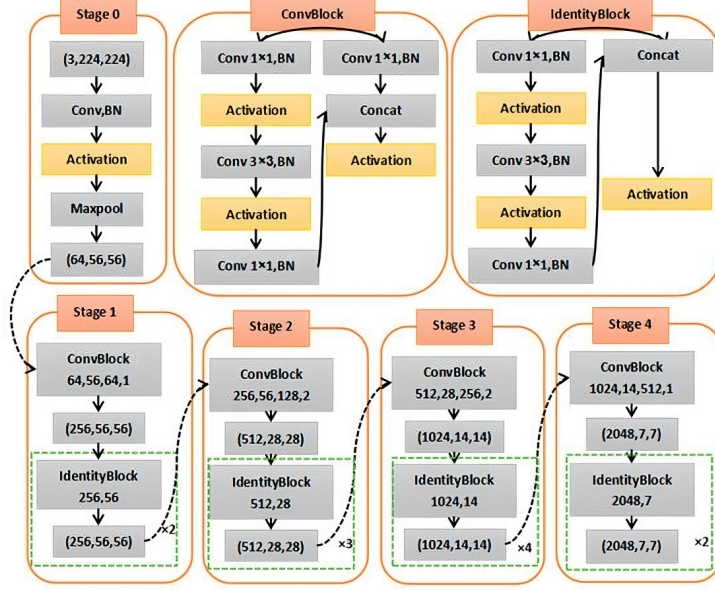 Stage 0
(3,224,224)
Conv,BN
Activation
Maxpool
(64,56,56)
ConvBlock
Conv 1×1,BN
Activation
Conv 3×3,BN
Activation
Conv 1×1,BN
Conv 1×1,BN
Concat
Activation
IdentityBlock
Conv 1×1,BN
Activation
Conv 3×3,BN
Activation
Conv 1×1,BN
Concat
Activation
Stage 1
ConvBlock
64,56,64,1
(256,56,56)
IdentityBlock
256,56
(256,56,56)
×2
Stage 2
ConvBlock
256,56,128,2
(512,28,28)
IdentityBlock
512,28
(512,28,28)
×3
Stage 3
ConvBlock
512,28,256,2
(1024,14,14)
IdentityBlock
1024,14
(1024,14,14)
×4
Stage 4
ConvBlock
1024,14,512,1
(2048,7,7)
IdentityBlock
2048,7
(2048,7,7)
×2